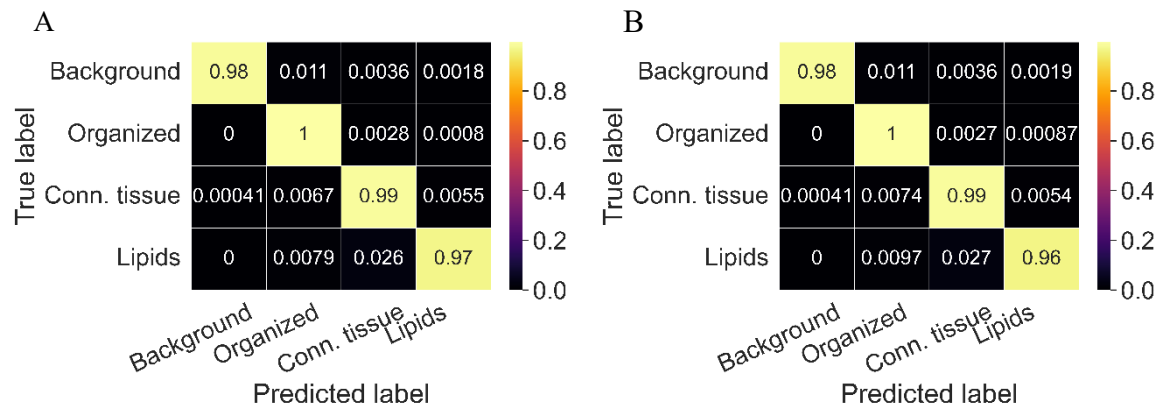 A
Background 0.98 0.011 0.0036 0.0018
Organized 0 1 0.0028 0.0008
Conn. tissue 0.00041 0.0067 0.99 0.0055
Lipids 0 0.0079 0.026 0.97
True label
Background Organized Conn. tissue Lipids
Predicted label
0.8
0.6
0.4
0.2
0.0
B
Background 0.98 0.011 0.0036 0.0019
Organized 0 1 0.0027 0.00087
Conn. tissue 0.00041 0.0074 0.99 0.0054
Lipids 0 0.0097 0.027 0.96
True label
Background Organized Conn. tissue Lipids
Predicted label
0.8
0.6
0.4
0.2
0.0